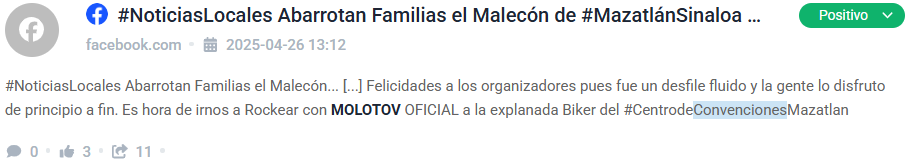 #NoticiasLocales Abarrotan Familias el Malecón de #MazatlánSinaloa ...
Positivo
facebook.com 2025-04-26 13:12
#NoticiasLocales Abarrotan Familias el Malecón... [...] Felicidades a los organizadores pues fue un desfile fluido y la gente lo disfruto
de principio a fin. Es hora de irnos a Rockear con MOLOTOV OFICIAL a la explanada Biker del #CentrodeConvencionesMazatlan
0 3 11